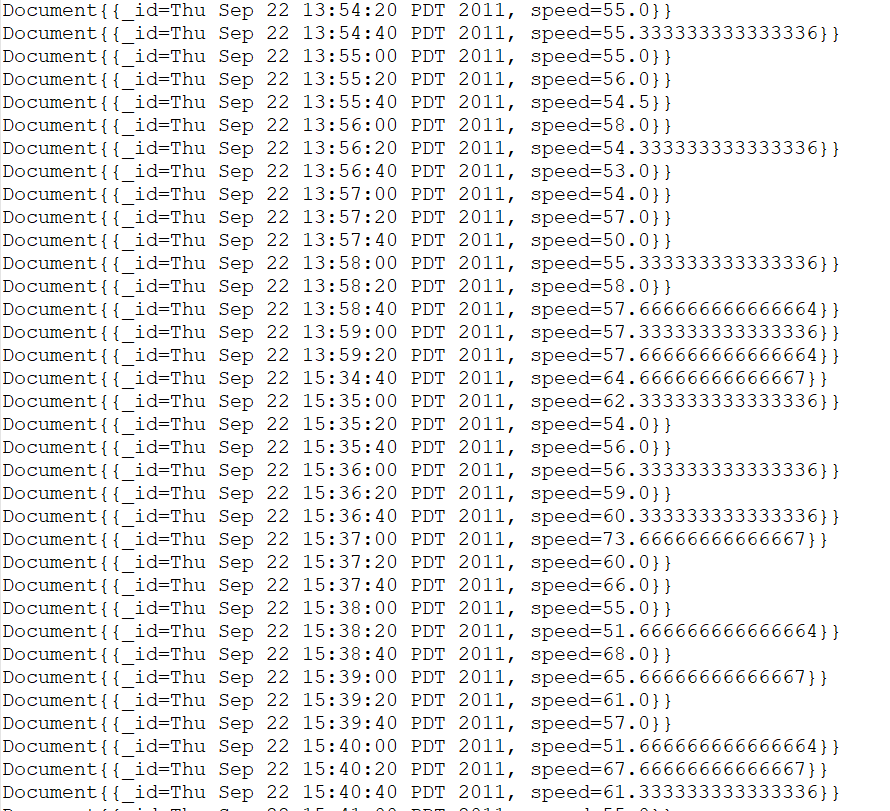 Document{{_id=Thu Sep 22 13:54:20 PDT 2011, speed=55.0}}
Document{{_id=Thu Sep 22 13:54:40 PDT 2011, speed=55.333333333333336}}
Document{{_id=Thu Sep 22 13:55:00 PDT 2011, speed=55.0}}
Document{{_id=Thu Sep 22 13:55:20 PDT 2011, speed=56.0}}
Document{{_id=Thu Sep 22 13:55:40 PDT 2011, speed=54.5}}
Document{{_id=Thu Sep 22 13:56:00 PDT 2011, speed=58.0}}
Document{{_id=Thu Sep 22 13:56:20 PDT 2011, speed=54.333333333333336}}
Document{{_id=Thu Sep 22 13:56:40 PDT 2011, speed=53.0}}
Document{{_id=Thu Sep 22 13:57:00 PDT 2011, speed=54.0}}
Document{{_id=Thu Sep 22 13:57:20 PDT 2011, speed=57.0}}
Document{{_id=Thu Sep 22 13:57:40 PDT 2011, speed=50.0}}
Document{{_id=Thu Sep 22 13:58:00 PDT 2011, speed=55.333333333333336}}
Document{{_id=Thu Sep 22 13:58:20 PDT 2011, speed=58.0}}
Document{{_id=Thu Sep 22 13:58:40 PDT 2011, speed=57.666666666666664}}
Document{{_id=Thu Sep 22 13:59:00 PDT 2011, speed=57.333333333333336}}
Document{{_id=Thu Sep 22 13:59:20 PDT 2011, speed=57.666666666666664}}
Document{{_id=Thu Sep 22 15:34:40 PDT 2011, speed=64.66666666666667}}
Document{{_id=Thu Sep 22 15:35:00 PDT 2011, speed=62.333333333333336}}
Document{{_id=Thu Sep 22 15:35:20 PDT 2011, speed=54.0}}
Document{{_id=Thu Sep 22 15:35:40 PDT 2011, speed=56.0}}
Document{{_id=Thu Sep 22 15:36:00 PDT 2011, speed=56.333333333333336}}
Document{{_id=Thu Sep 22 15:36:20 PDT 2011, speed=59.0}}
Document{{_id=Thu Sep 22 15:36:40 PDT 2011, speed=60.333333333333336}}
Document{{_id=Thu Sep 22 15:37:00 PDT 2011, speed=73.66666666666667}}
Document{{_id=Thu Sep 22 15:37:20 PDT 2011, speed=60.0}}
Document{{_id=Thu Sep 22 15:37:40 PDT 2011, speed=66.0}}
Document{{_id=Thu Sep 22 15:38:00 PDT 2011, speed=55.0}}
Document{{_id=Thu Sep 22 15:38:20 PDT 2011, speed=51.666666666666664}}
Document{{_id=Thu Sep 22 15:38:40 PDT 2011, speed=68.0}}
Document{{_id=Thu Sep 22 15:39:00 PDT 2011, speed=65.66666666666667}}
Document{{_id=Thu Sep 22 15:39:20 PDT 2011, speed=61.0}}
Document{{_id=Thu Sep 22 15:39:40 PDT 2011, speed=57.0}}
Document{{_id=Thu Sep 22 15:40:00 PDT 2011, speed=51.666666666666664}}
Document{{_id=Thu Sep 22 15:40:20 PDT 2011, speed=67.66666666666667}}
Document{{_id=Thu Sep 22 15:40:40 PDT 2011, speed=61.333333333333336}}